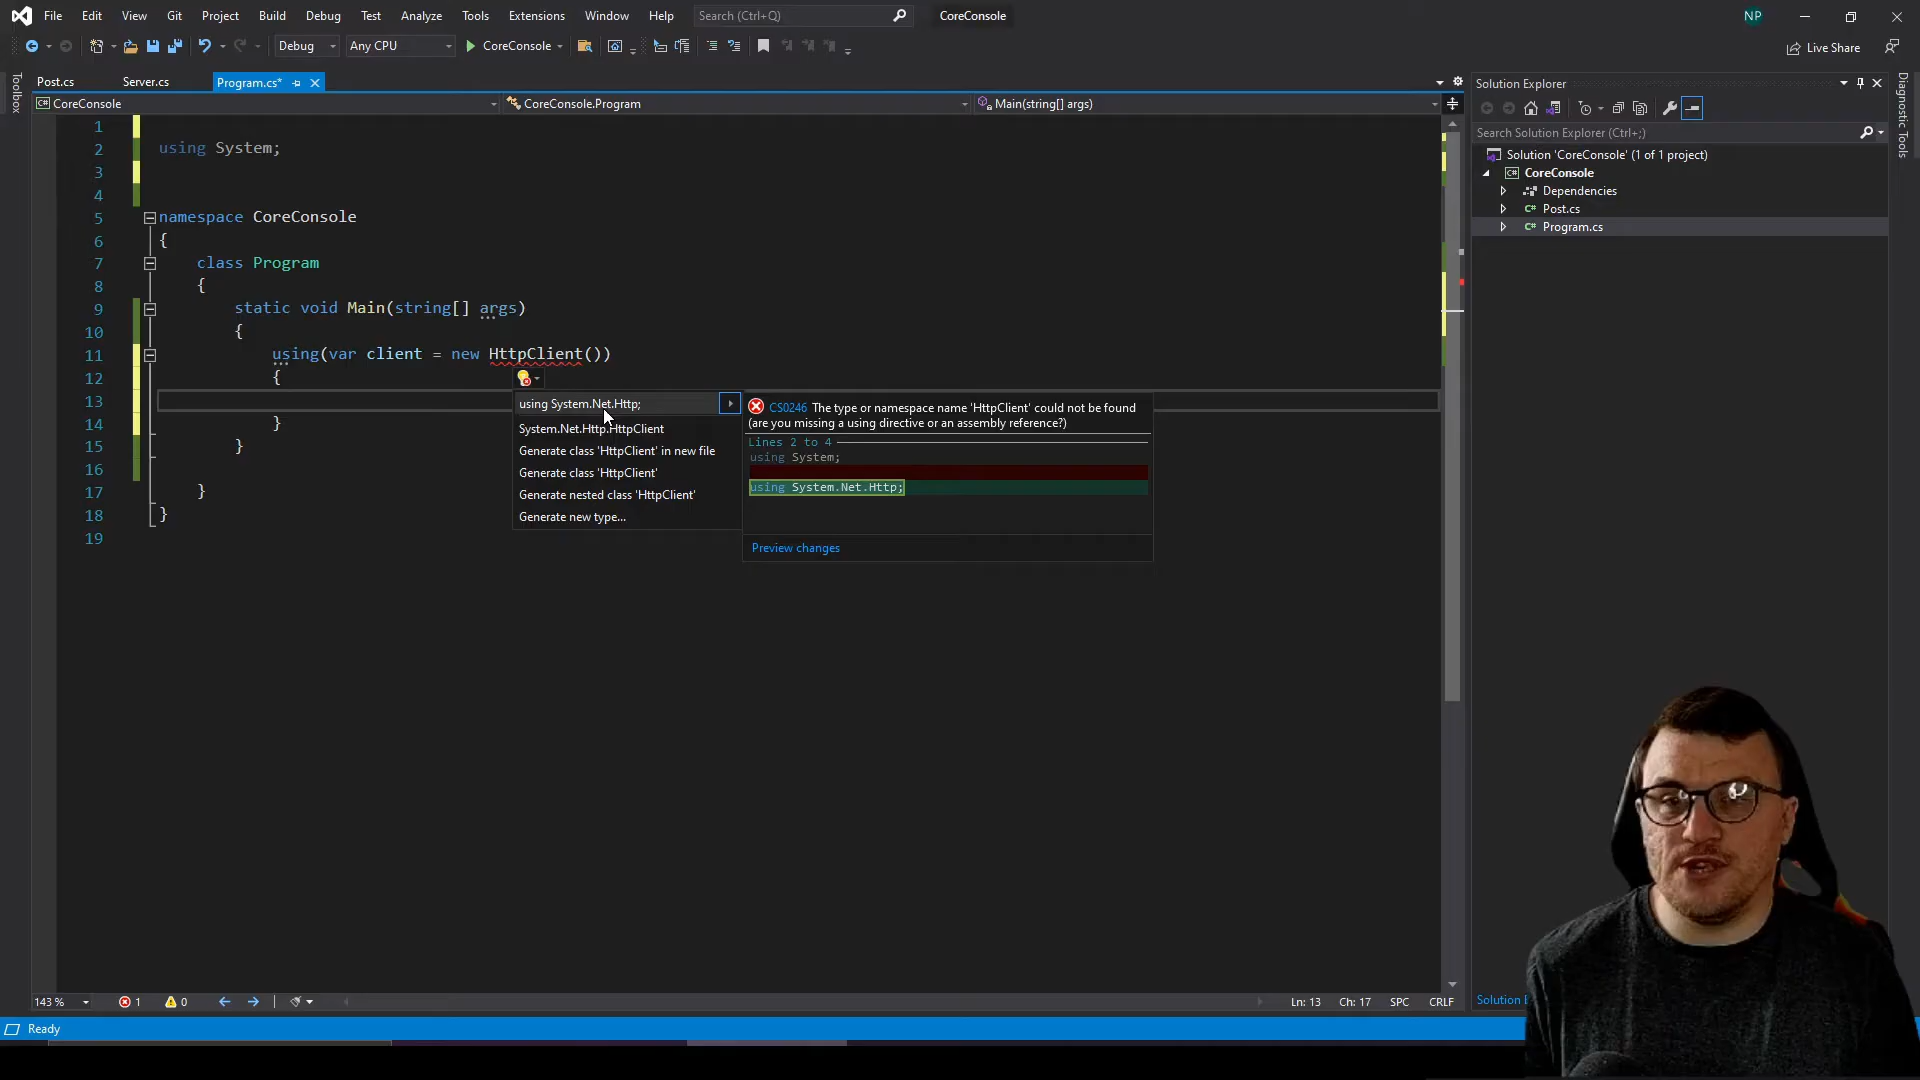 File Edit View Git Project Build Debug Test Analyze Tools Extensions Window Help Search (Ctrl+Q) CoreConsole NP
Debug Any CPU CoreConsole Live Share
Toolbox
Post.cs Server.cs Program.cs*
CoreConsole CoreConsole.Program Main(string[] args)
1
2 using System;
3
4
5 namespace CoreConsole
6 {
7 class Program
8 {
9 static void Main(string[] args)
10 {
11 using(var client = new HttpClient())
12 {
13
14 }
15 }
16
17 }
18 }
19
using System.Net.Http;
System.Net.Http.HttpClient
Generate class 'HttpClient' in new file
Generate class 'HttpClient'
Generate nested class 'HttpClient'
Generate new type...
CS0246 The type or namespace name 'HttpClient' could not be found
(are you missing a using directive or an assembly reference?)
Lines 2 to 4
using System;
using System.Net.Http;
Preview changes
Solution Explorer
Search Solution Explorer (Ctrl+;)
Solution 'CoreConsole' (1 of 1 project)
CoreConsole
Dependencies
C# Post.cs
C# Program.cs
Diagnostic Tools
143 % 1 0 Ln: 13 Ch: 17 SPC CRLF
Solution E
Ready